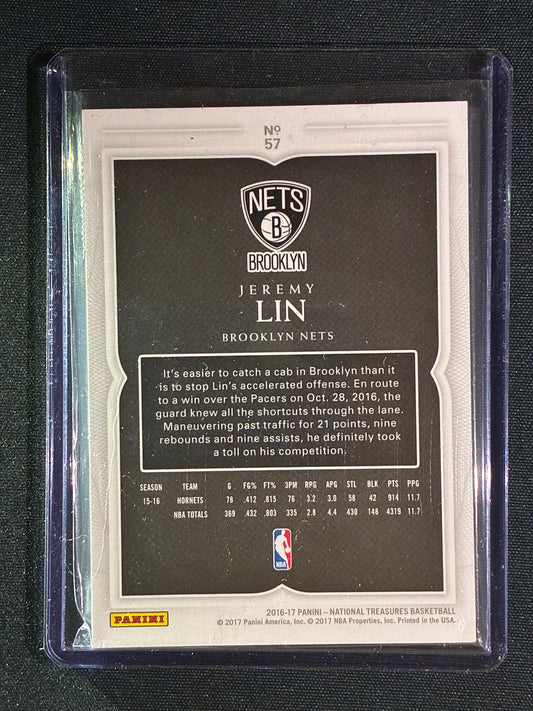 Nº
57
NETS
B
BROOKLYN
JEREMY
LIN
BROOKLYN NETS
It's easier to catch a cab in Brooklyn than it
is to stop Lin's accelerated offense. En route
to a win over the Pacers on Oct. 28, 2016, the
guard knew all the shortcuts through the lane.
Maneuvering past traffic for 21 points, nine
rebounds and nine assists, he definitely took
a toll on his competition.
SEASON TEAM G FG% FT% 3PM RPG APG STL BLK PTS PPG
15-16 HORNETS 78 .412 .815 76 3.2 3.0 58 42 914 11.7
NBA TOTALS 369 .432 .803 335 2.8 4.4 430 148 4319 11.7
NBA
2016-17 PANINI – NATIONAL TREASURES BASKETBALL
PANINI © 2017 Panini America, Inc. © 2017 NBA Properties, Inc. Printed in the USA.